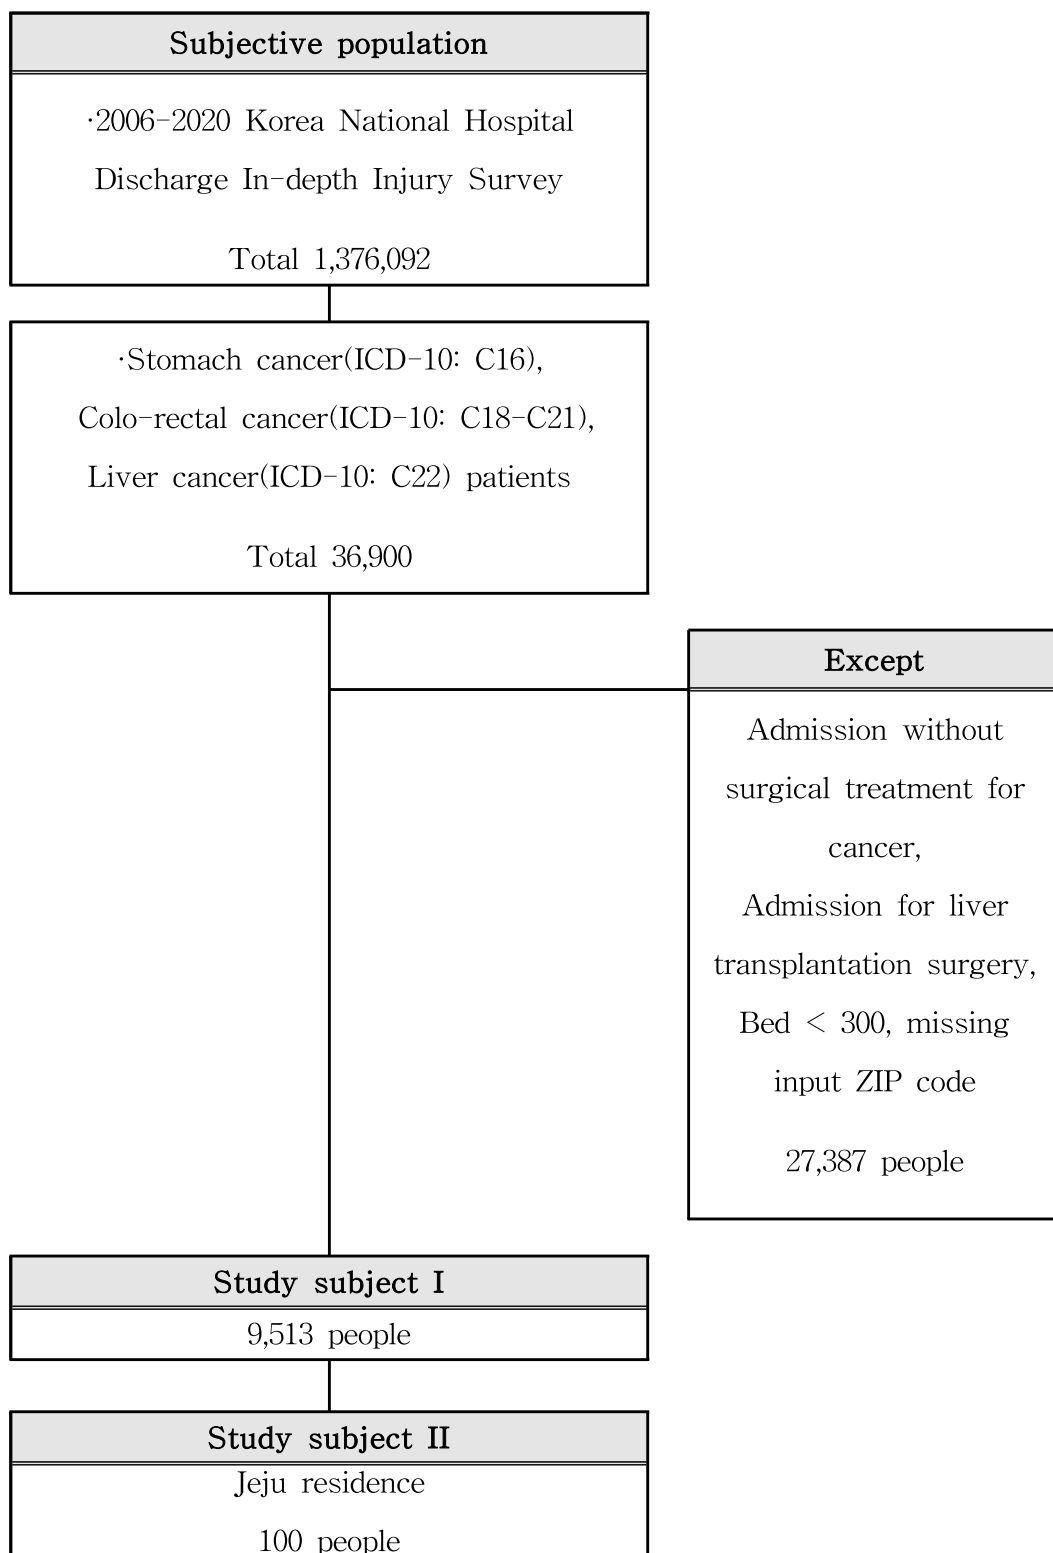 Subjective population
·2006-2020 Korea National Hospital
Discharge In-depth Injury Survey
Total 1,376,092
·Stomach cancer(ICD-10: C16),
Colo-rectal cancer(ICD-10: C18-C21),
Liver cancer(ICD-10: C22) patients
Total 36,900
Except
Admission without
surgical treatment for
cancer,
Admission for liver
transplantation surgery,
Bed < 300, missing
input ZIP code
27,387 people
Study subject I
9,513 people
Study subject II
Jeju residence
100 people